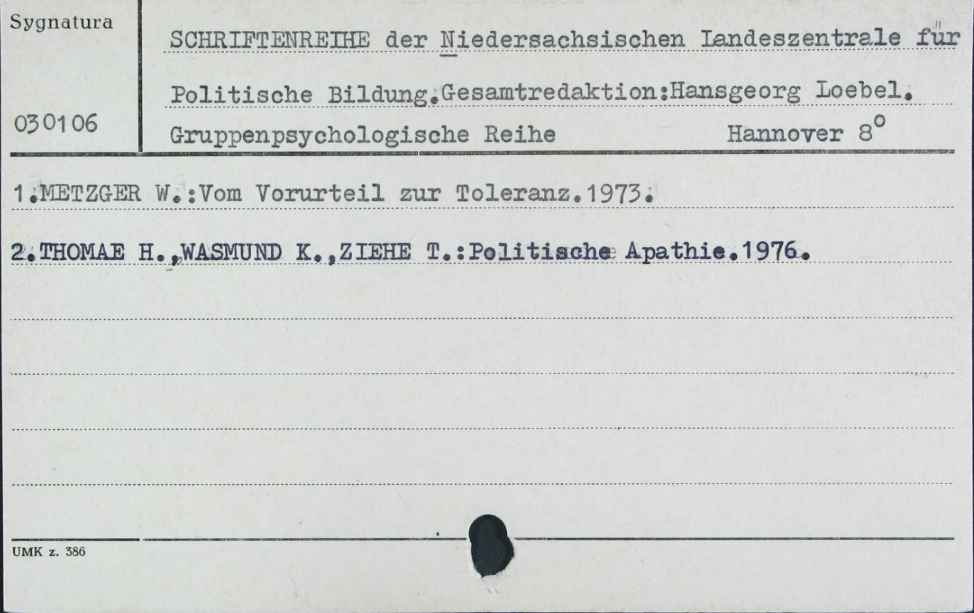 Sygnatura
SCHRIFTENREIHE der Niedersachsischen Landeszentrale für
Politische Bildung.Gesamtredaktion:Hansgeorg Loebel.
030106
Gruppenpsychologische Reihe Hannover 8°
1.METZGER W.:Vom Vorurteil zur Toleranz.1973.
2.THOMAE H.,WASMUND K.,ZIEHE T.:Politische Apathie.1976.
UMK z. 386